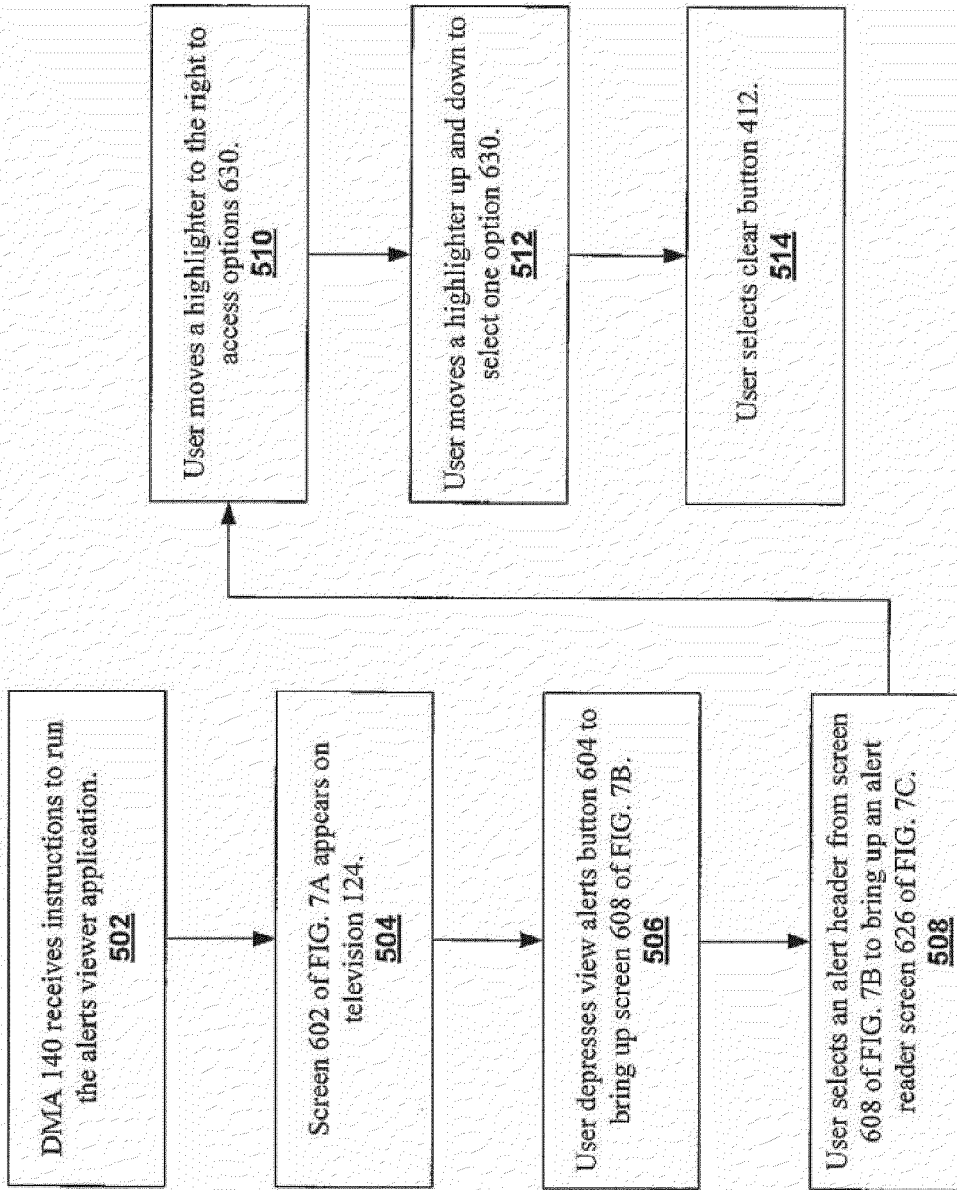 DMA 140 receives instructions to run
the alerts viewer application.
502
Screen 602 of FIG. 7A appears on
television 124.
504
User depresses view alerts button 604 to
bring up screen 608 of FIG. 7B.
506
User selects an alert header from screen
608 of FIG. 7B to bring up an alert
reader screen 626 of FIG. 7C.
508
User moves a highlighter to the right to
access options 630.
510
User moves a highlighter up and down to
select one option 630.
512
User selects clear button 412.
514